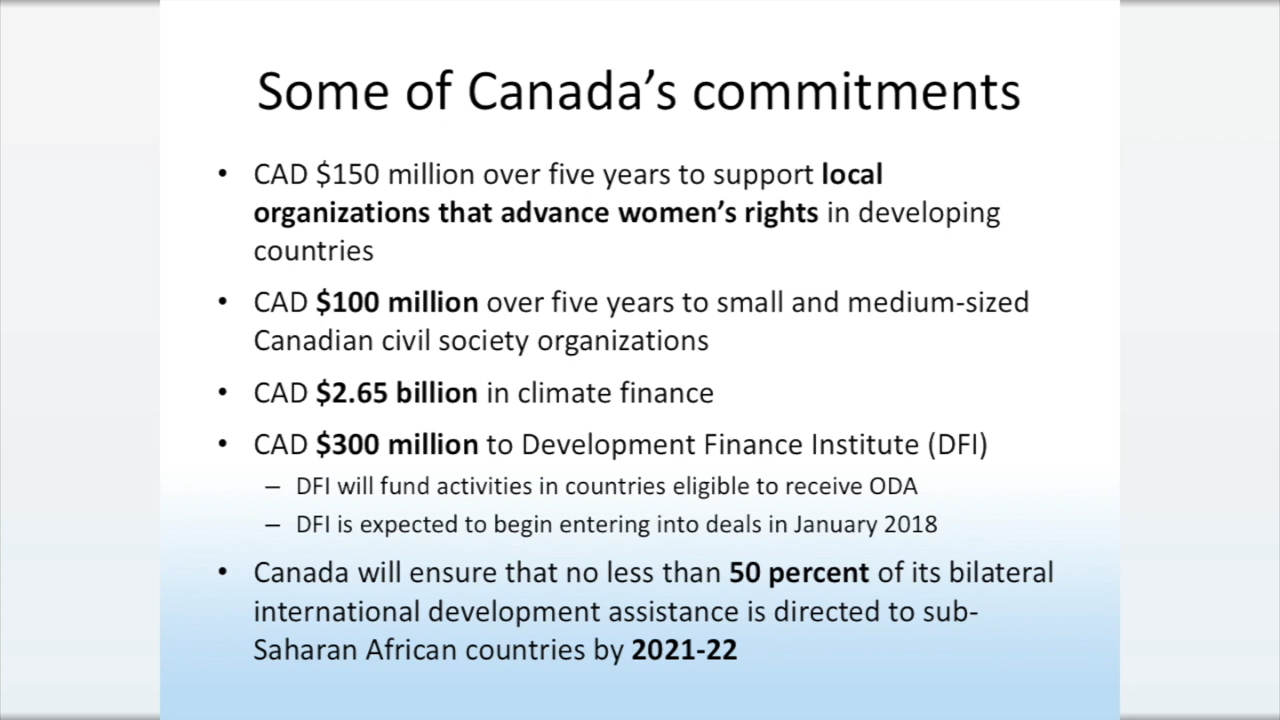 Some of Canada's commitments
• CAD $150 million over five years to support local
organizations that advance women's rights in developing
countries
• CAD $100 million over five years to small and medium-sized
Canadian civil society organizations
• CAD $2.65 billion in climate finance
• CAD $300 million to Development Finance Institute (DFI)
– DFI will fund activities in countries eligible to receive ODA
– DFI is expected to begin entering into deals in January 2018
• Canada will ensure that no less than 50 percent of its bilateral
international development assistance is directed to sub-
Saharan African countries by 2021-22